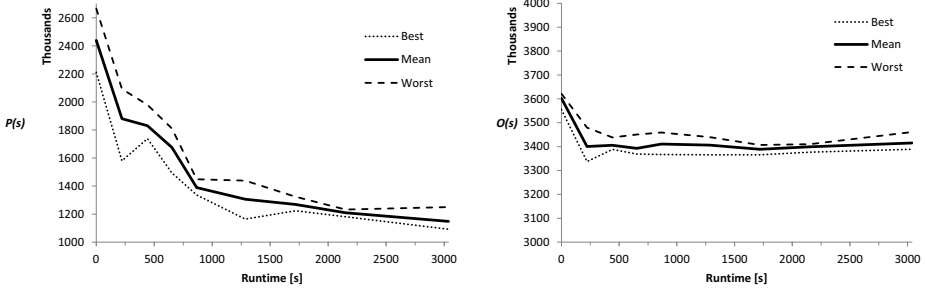 Thousands
2600
2400
2200
2000
1800
1600
1400
1200
1000
P(s)
0
500
1000
1500
2000
2500
3000
Runtime [s]
Best
Mean
Worst
Thousands
4000
3900
3800
3700
3600
3500
3400
3300
3200
3100
3000
O(s)
0
500
1000
1500
2000
2500
3000
Runtime [s]
Best
Mean
Worst